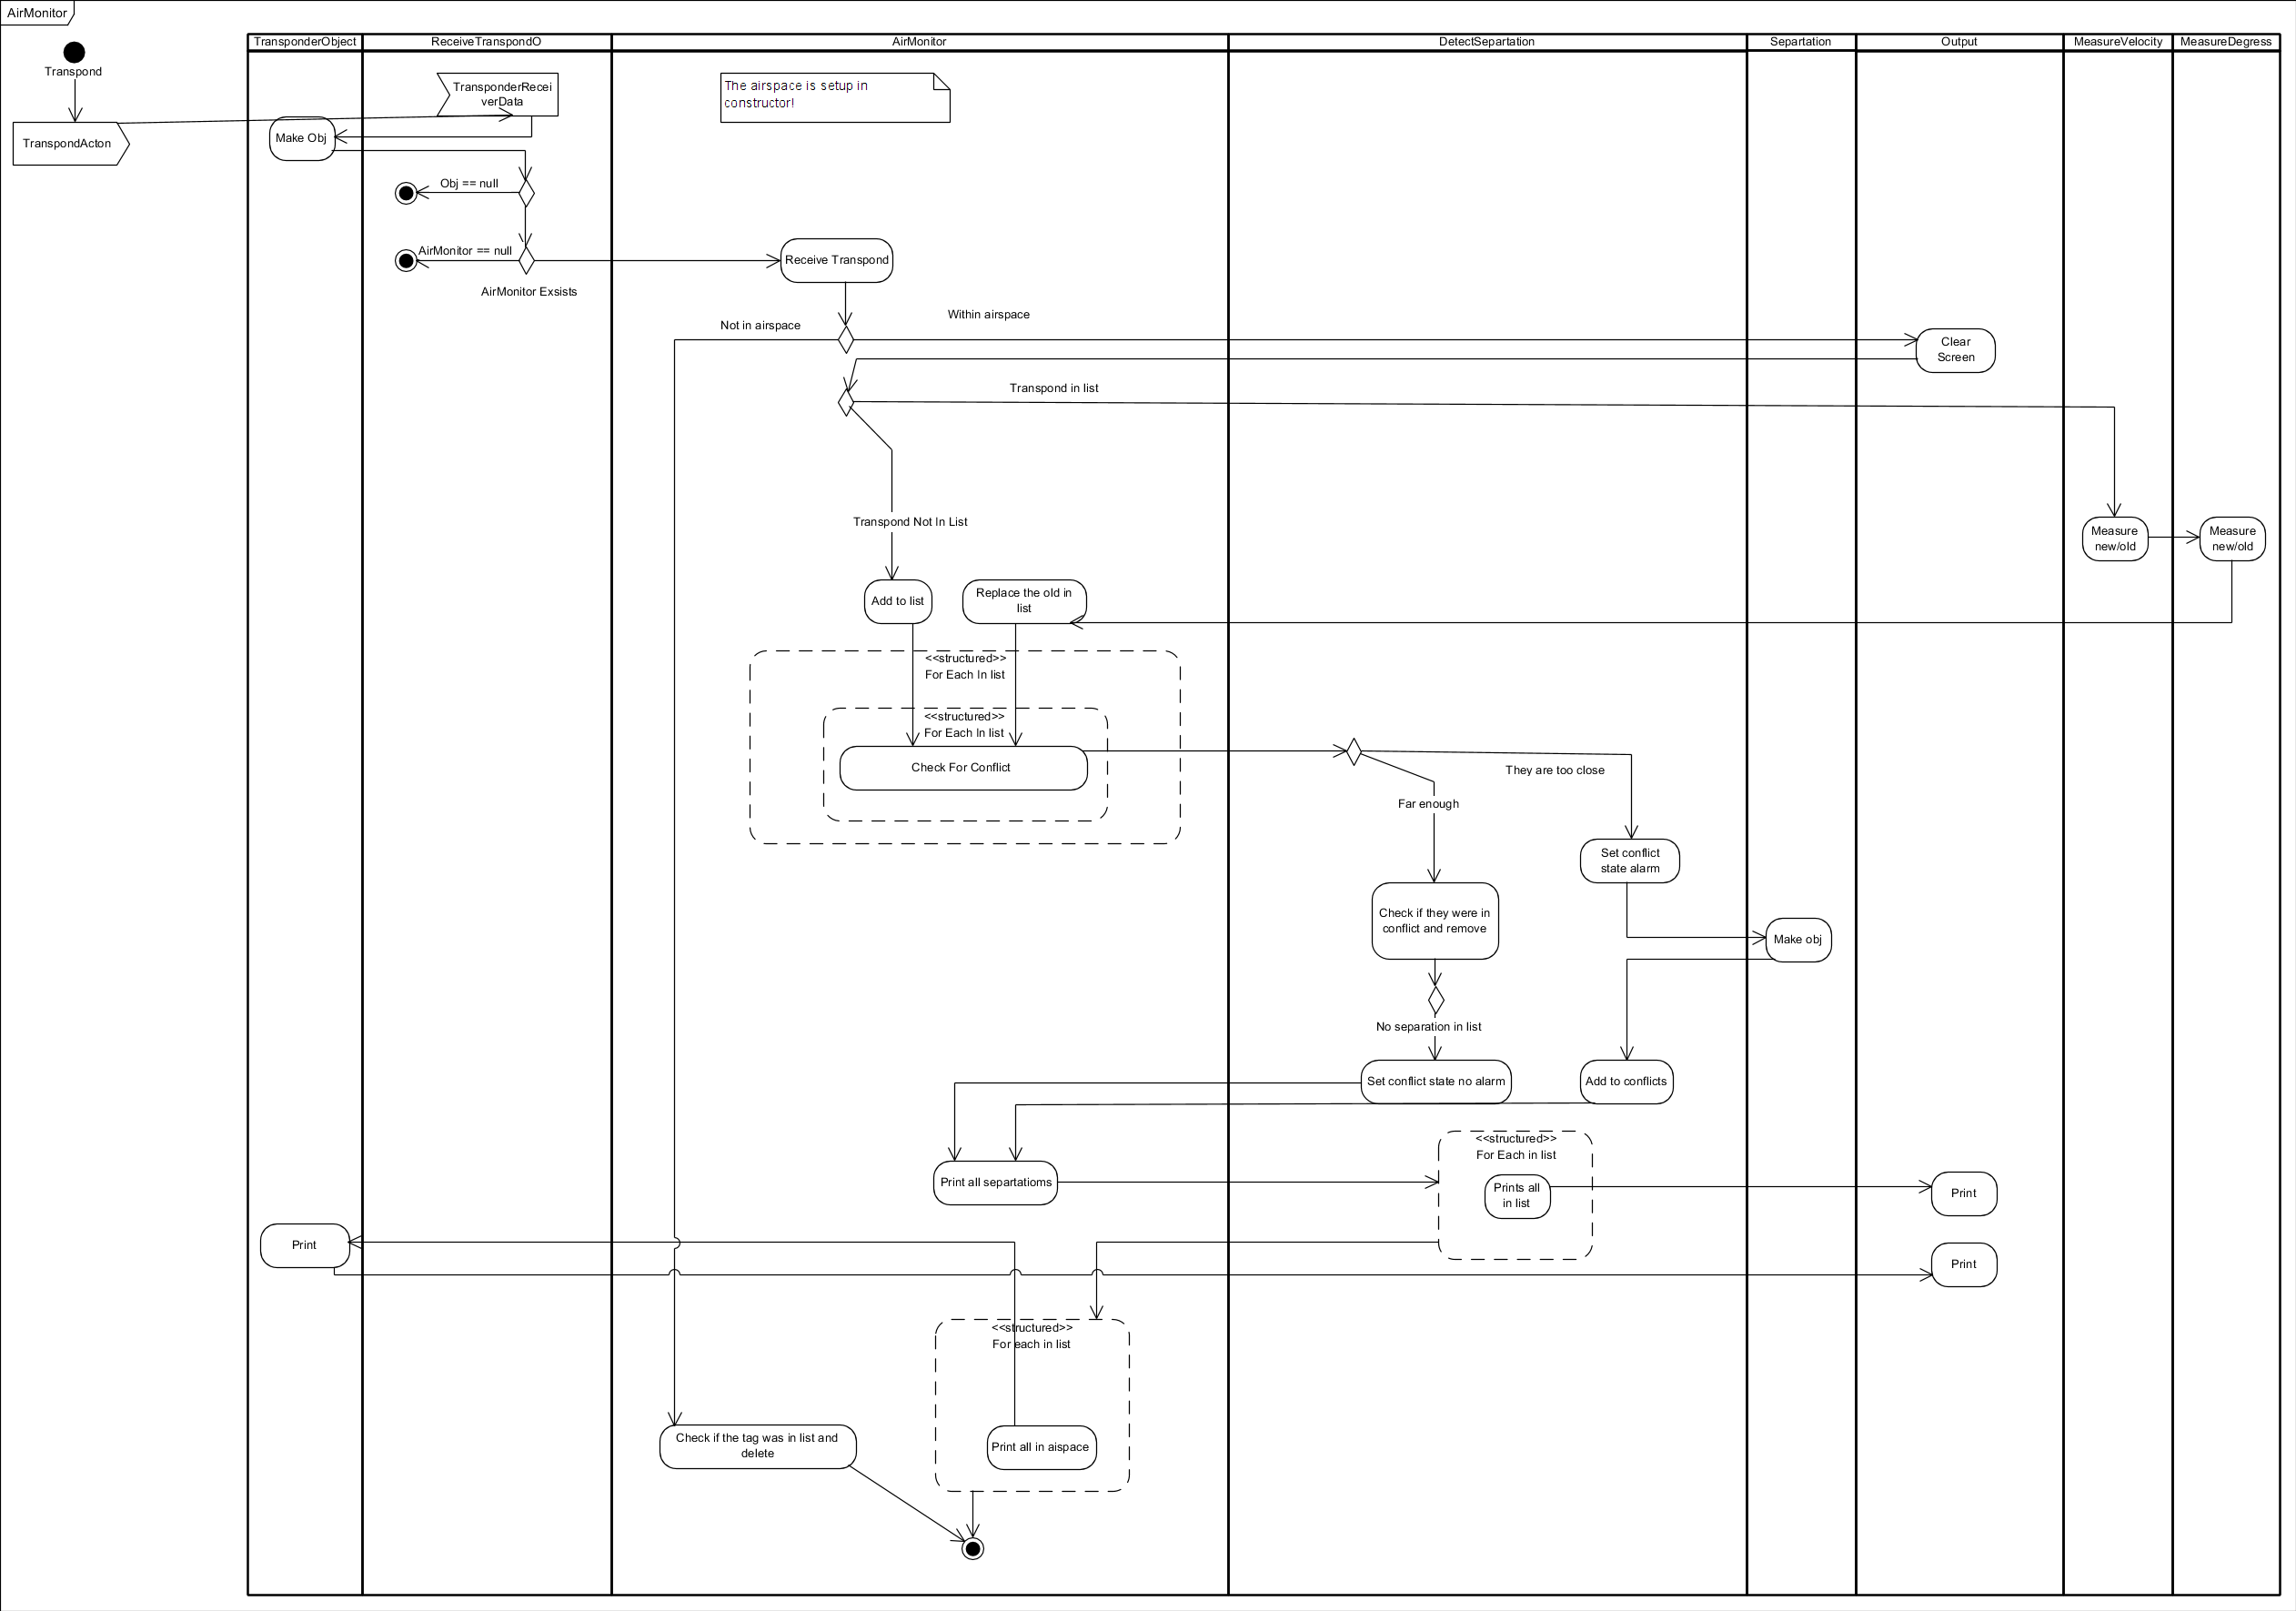 AirMonitor
TransponderObject
ReceiveTranspondO
AirMonitor
DetectSepartation
Separtation
Output
MeasureVelocity
MeasureDegress
Transpond
TransponderRecei
verData
The airspace is setup in
constructor!
TranspondActon
Make Obj
Obj == null
AirMonitor == null
Receive Transpond
AirMonitor Exsists
Within airspace
Not in airspace
Clear
Screen
Transpond in list
Transpond Not In List
Measure
new/old
Measure
new/old
Add to list
Replace the old in
list
<<structured>>
For Each In list
<<structured>>
For Each In list
Check For Conflict
They are too close
Far enough
Set conflict
state alarm
Check if they were in
conflict and remove
Make obj
No separation in list
Set conflict state no alarm
Add to conflicts
<<structured>>
For Each in list
Print all separtatioms
Prints all
in list
Print
Print
Print
<<structured>>
For each in list
Check if the tag was in list and
delete
Print all in aispace